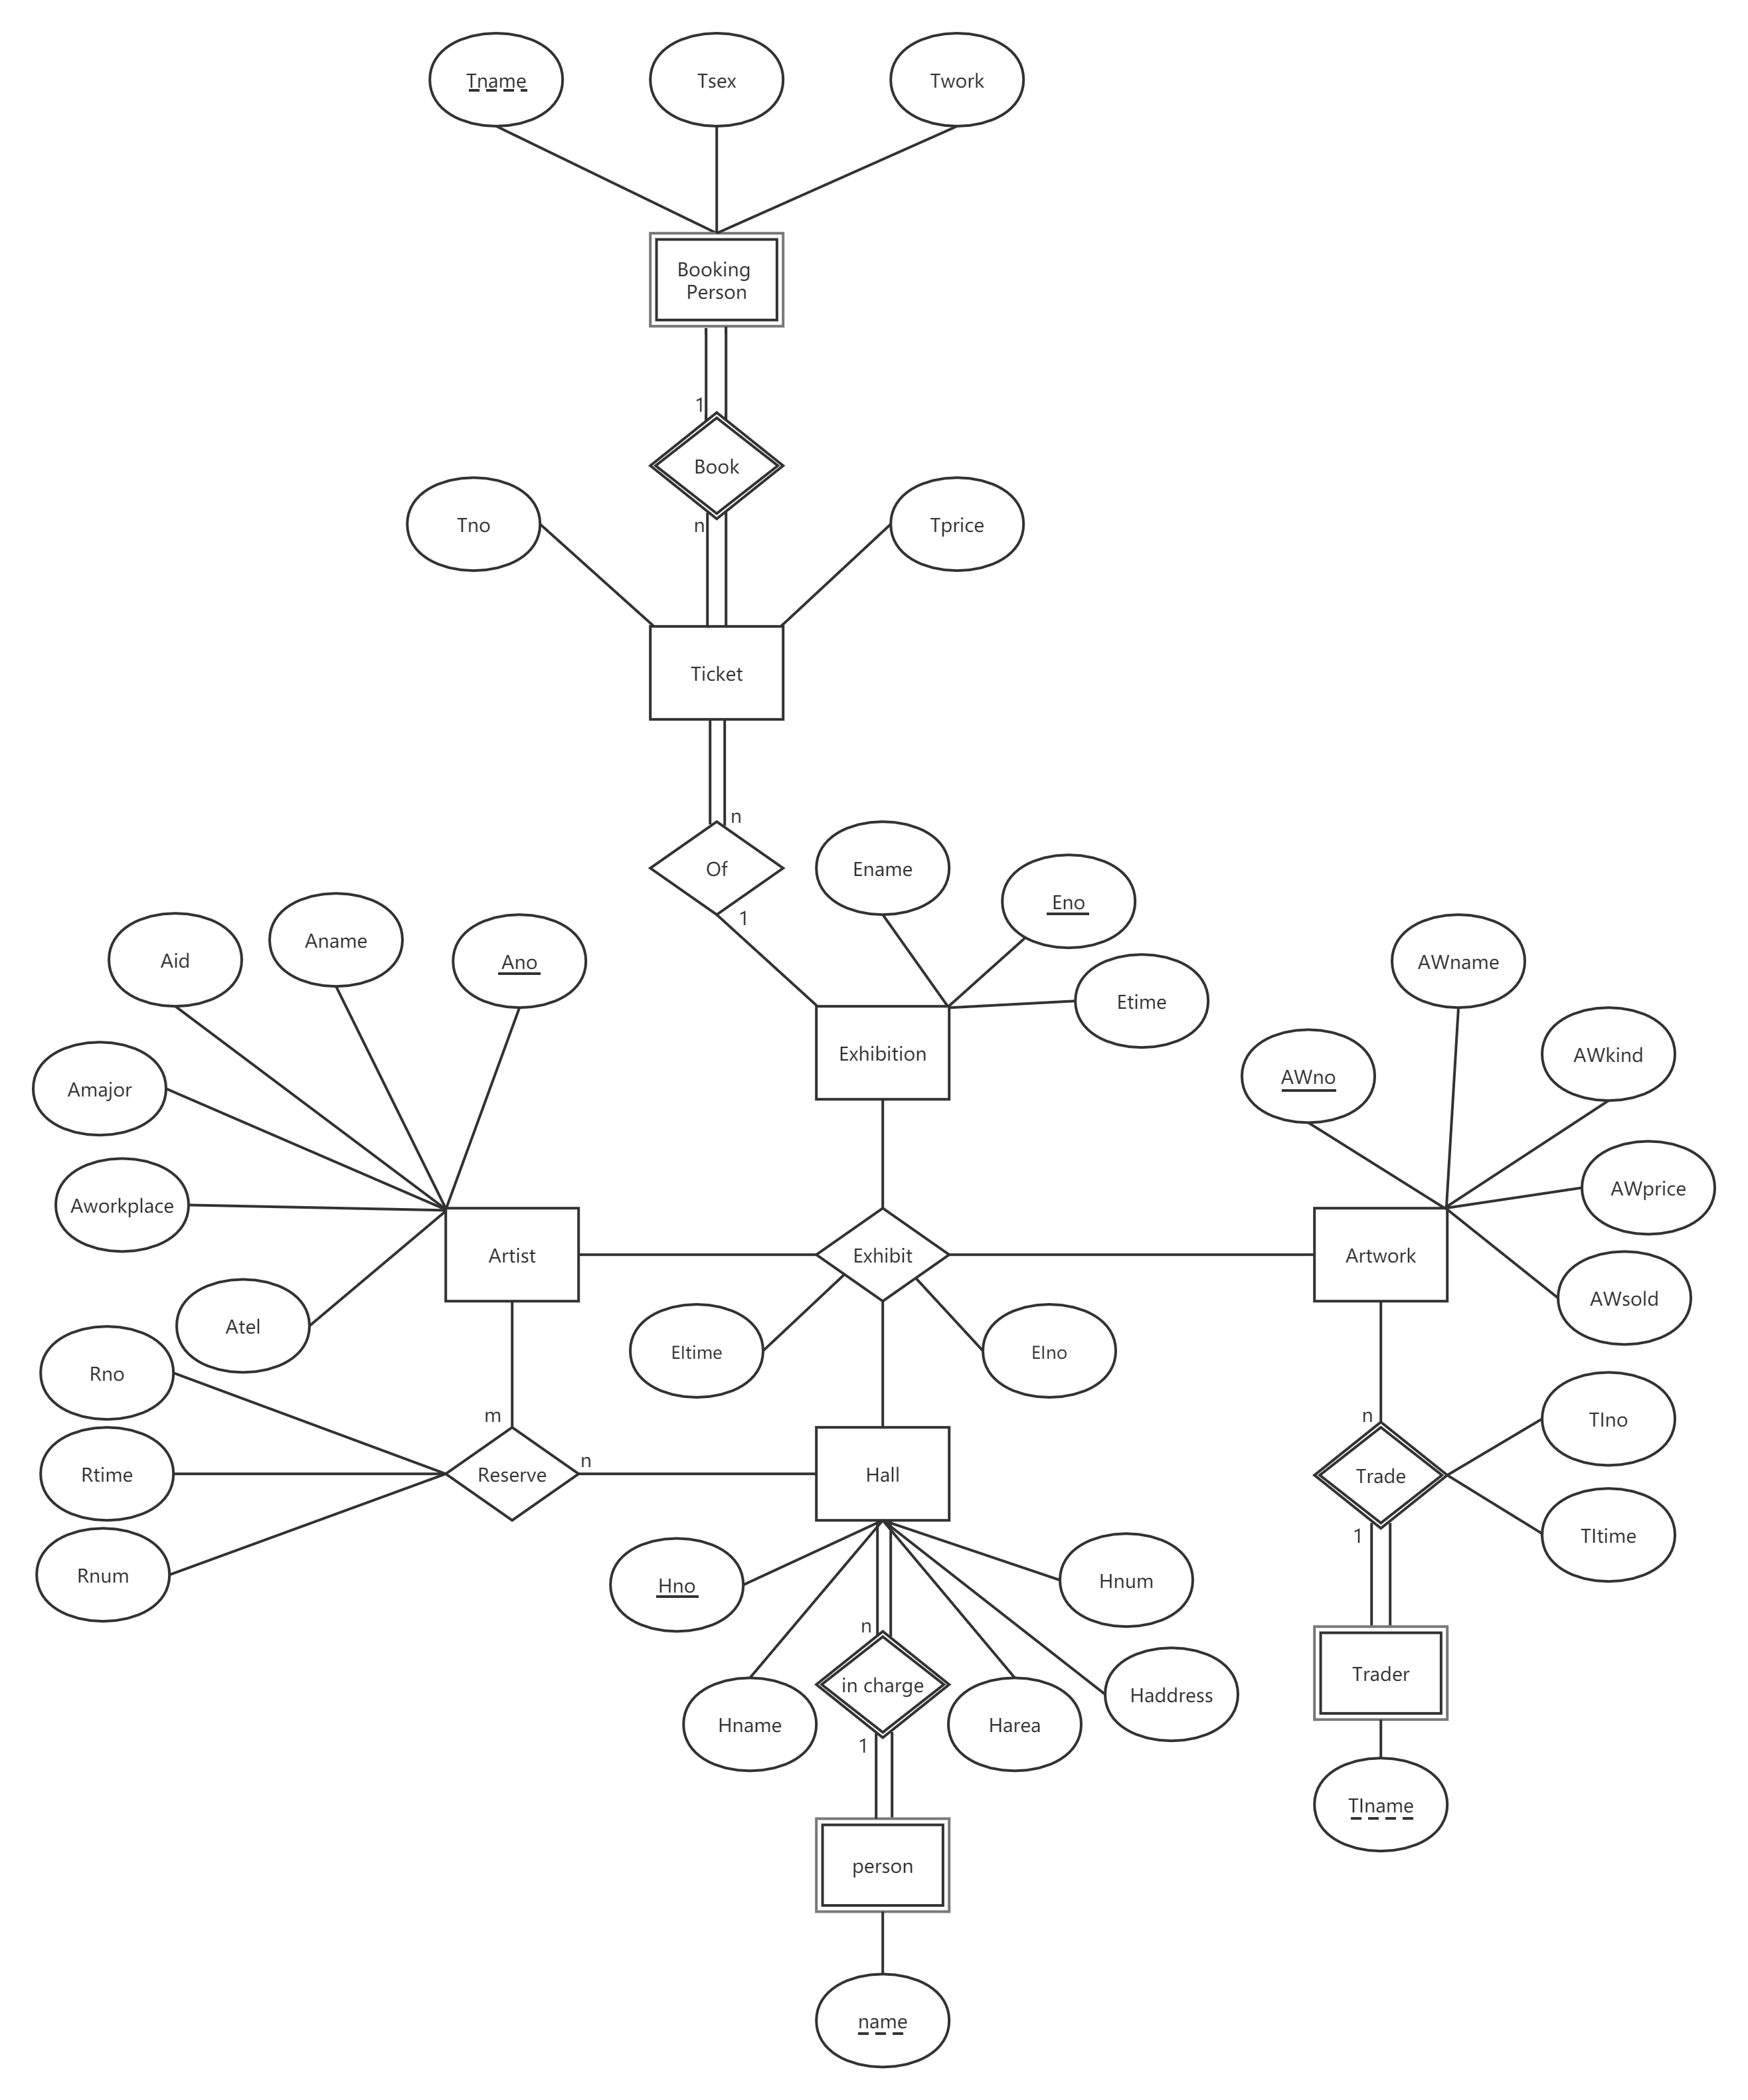 Tname
Tsex
Twork
Booking
Person
1
Book
n
Tno
Tprice
Ticket
n
Of
1
Ename
Eno
Etime
Exhibition
Aid
Aname
Ano
Amajor
Aworkplace
Atel
Artist
Exhibit
EItime
EIno
AWname
AWkind
AWno
AWprice
AWsold
Artwork
Rno
Rtime
Rnum
m
Reserve
n
Hall
Hno
Hname
n
in charge
1
Harea
Haddress
Hnum
person
name
n
Trade
1
TIno
TItime
Trader
TIname